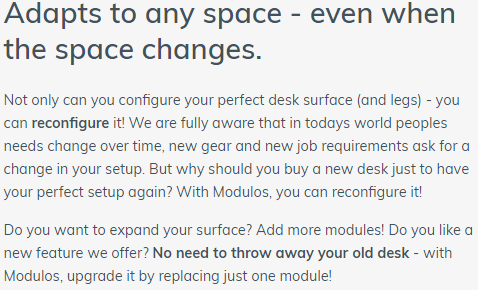 Adapts to any space - even when
the space changes.
Not only can you configure your perfect desk surface (and legs) - you
can reconfigure it! We are fully aware that in todays world peoples
needs change over time, new gear and new job requirements ask for a
change in your setup. But why should you buy a new desk just to have
your perfect setup again? With Modulos, you can reconfigure it!
Do you want to expand your surface? Add more modules! Do you like a
new feature we offer? No need to throw away your old desk - with
Modulos, upgrade it by replacing just one module!